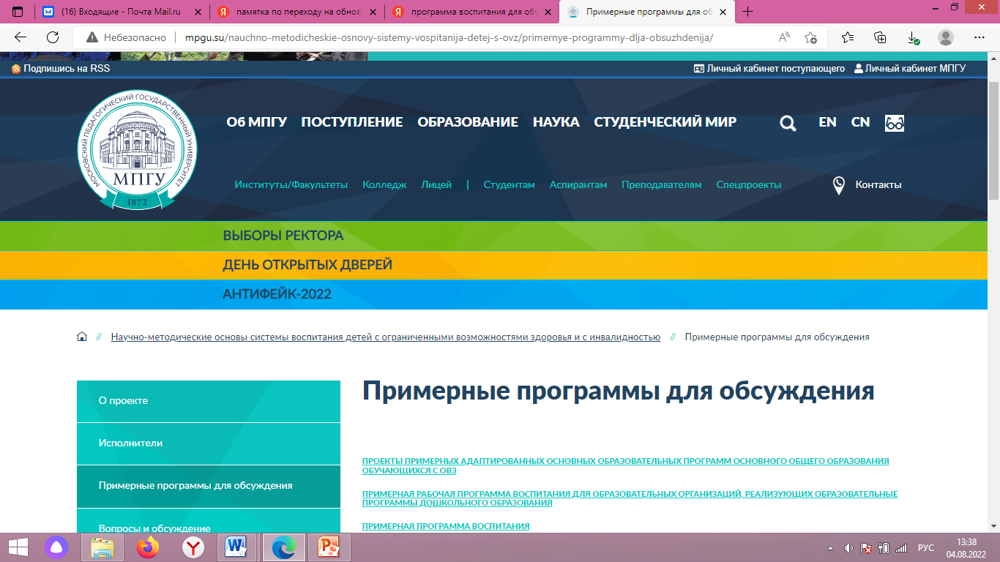 (16) Входящие - Почта Mail.ru
памятка по переходу на обнов
программа воспитания для обу
Примерные программы для об
Небезопасно
mpgu.su/nauchno-metodicheskie-osnovy-sistemy-vospitanija-detej-s-ovz/primernye-programmy-dlja-obsuzhdenija/
Подпишись на RSS
Личный кабинет поступающего
Личный кабинет МПГУ
МОСКОВСКИЙ ПЕДАГОГИЧЕСКИЙ ГОСУДАРСТВЕННЫЙ УНИВЕРСИТЕТ
МПГУ
1872
Об МПГУ ПОСТУПЛЕНИЕ ОБРАЗОВАНИЕ НАУКА СТУДЕНЧЕСКИЙ МИР
EN CN
Институты/Факультеты Колледж Лицей | Студентам Аспирантам Преподавателям Спецпроекты
Контакты
ВЫБОРЫ РЕКТОРА
ДЕНЬ ОТКРЫТЫХ ДВЕРЕЙ
АНТИФЕЙК-2022
Научно-методические основы системы воспитания детей с ограниченными возможностями здоровья и с инвалидностью // Примерные программы для обсуждения
О проекте
Исполнители
Примерные программы для обсуждения
Вопросы и обсуждение
Примерные программы для обсуждения
ПРОЕКТЫ ПРИМЕРНЫХ АДАПТИРОВАННЫХ ОСНОВНЫХ ОБРАЗОВАТЕЛЬНЫХ ПРОГРАММ ОСНОВНОГО ОБЩЕГО ОБРАЗОВАНИЯ
ОБУЧАЮЩИХСЯ С ОВЗ
ПРИМЕРНАЯ РАБОЧАЯ ПРОГРАММА ВОСПИТАНИЯ ДЛЯ ОБРАЗОВАТЕЛЬНЫХ ОРГАНИЗАЦИЙ, РЕАЛИЗУЮЩИХ ОБРАЗОВАТЕЛЬНЫЕ
ПРОГРАММЫ ДОШКОЛЬНОГО ОБРАЗОВАНИЯ
ПРИМЕРНАЯ ПРОГРАММА ВОСПИТАНИЯ
РУС
13:38
04.08.2022